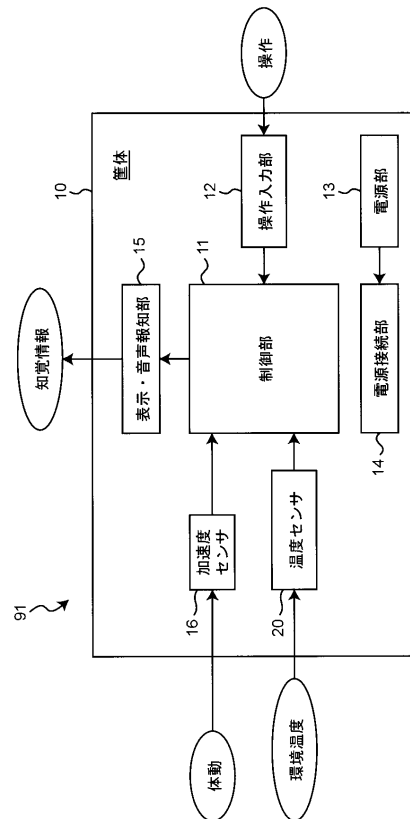 91
10
筐体
知覚情報
15
表示・音声報知部
体動
16
加速度
センサ
11
制御部
12
操作入力部
操作
環境温度
20
温度センサ
14
電源接続部
13
電源部